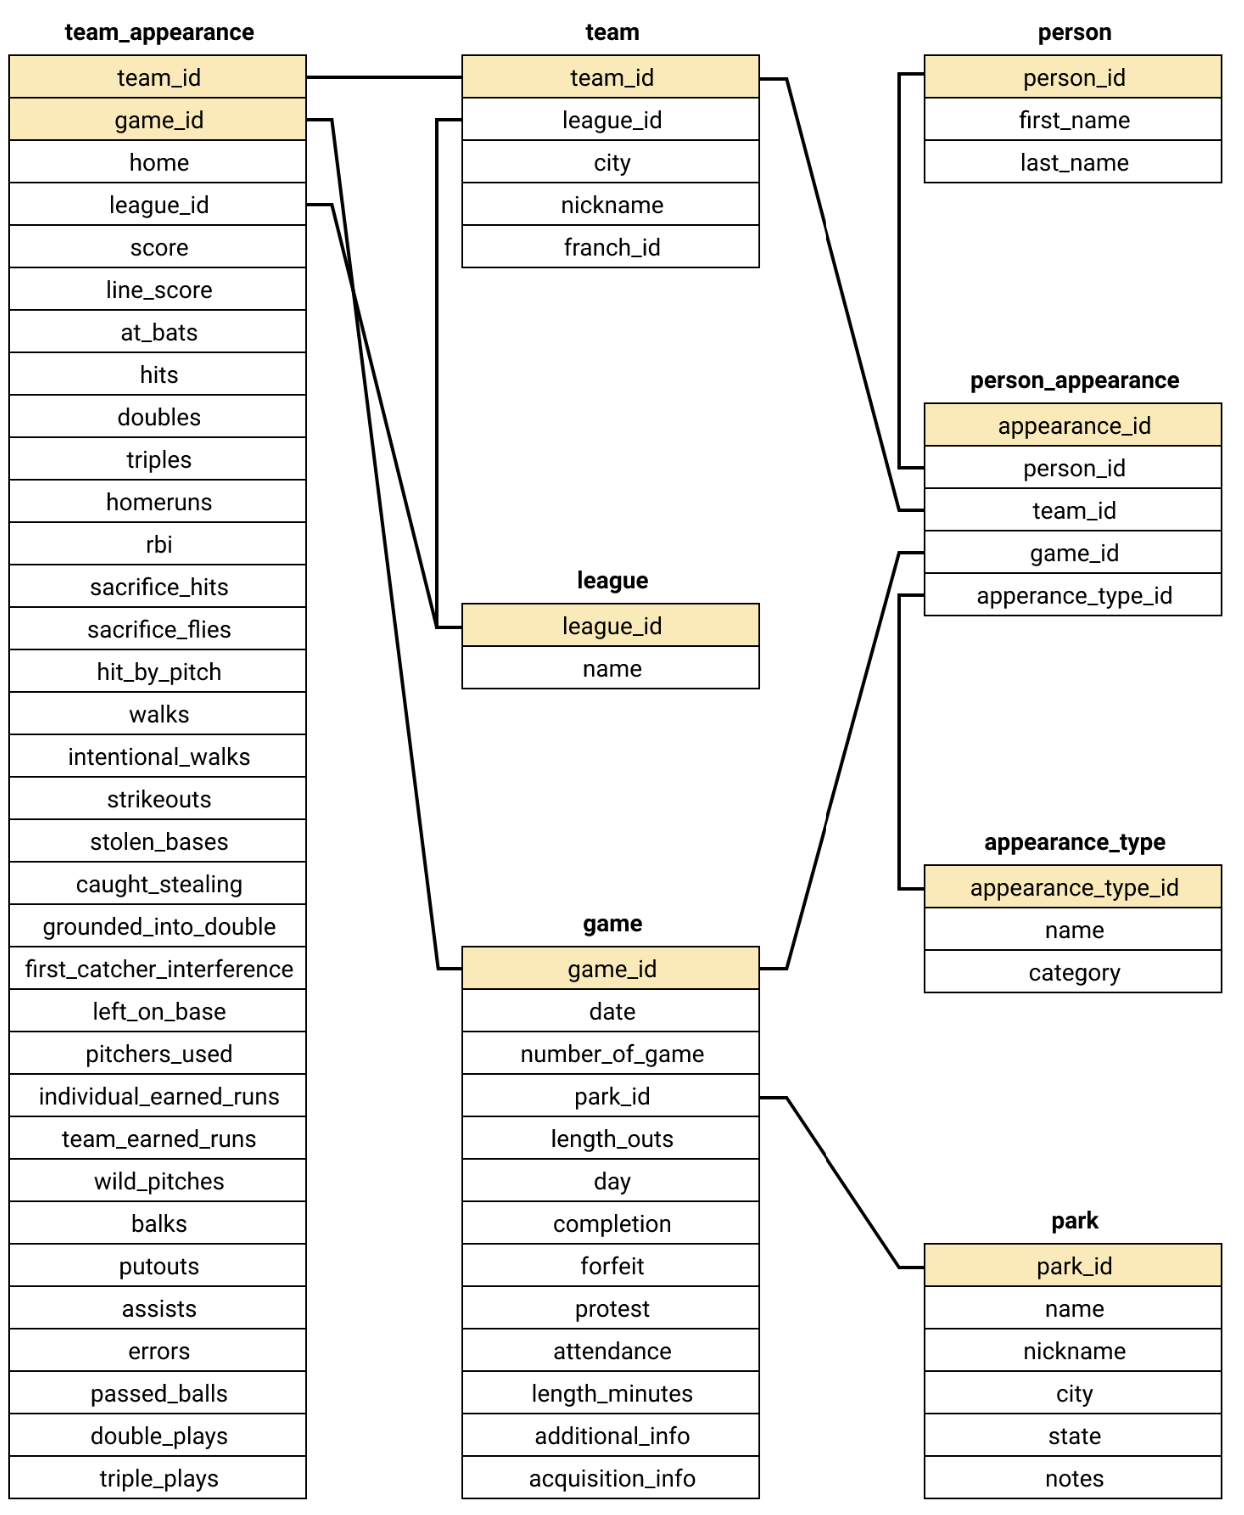 team_appearance
team_id
game_id
home
league_id
score
line_score
at_bats
hits
doubles
triples
homeruns
rbi
sacrifice_hits
sacrifice_flies
hit_by_pitch
walks
intentional_walks
strikeouts
stolen_bases
caught_stealing
grounded_into_double
first_catcher_interference
left_on_base
pitchers_used
individual_earned_runs
team_earned_runs
wild_pitches
balks
putouts
assists
errors
passed_balls
double_plays
triple_plays
team
team_id
league_id
city
nickname
franch_id
league
league_id
name
game
game_id
date
number_of_game
park_id
length_outs
day
completion
forfeit
protest
attendance
length_minutes
additional_info
acquisition_info
person
person_id
first_name
last_name
person_appearance
appearance_id
person_id
team_id
game_id
apperance_type_id
appearance_type
appearance_type_id
name
category
park
park_id
name
nickname
city
state
notes